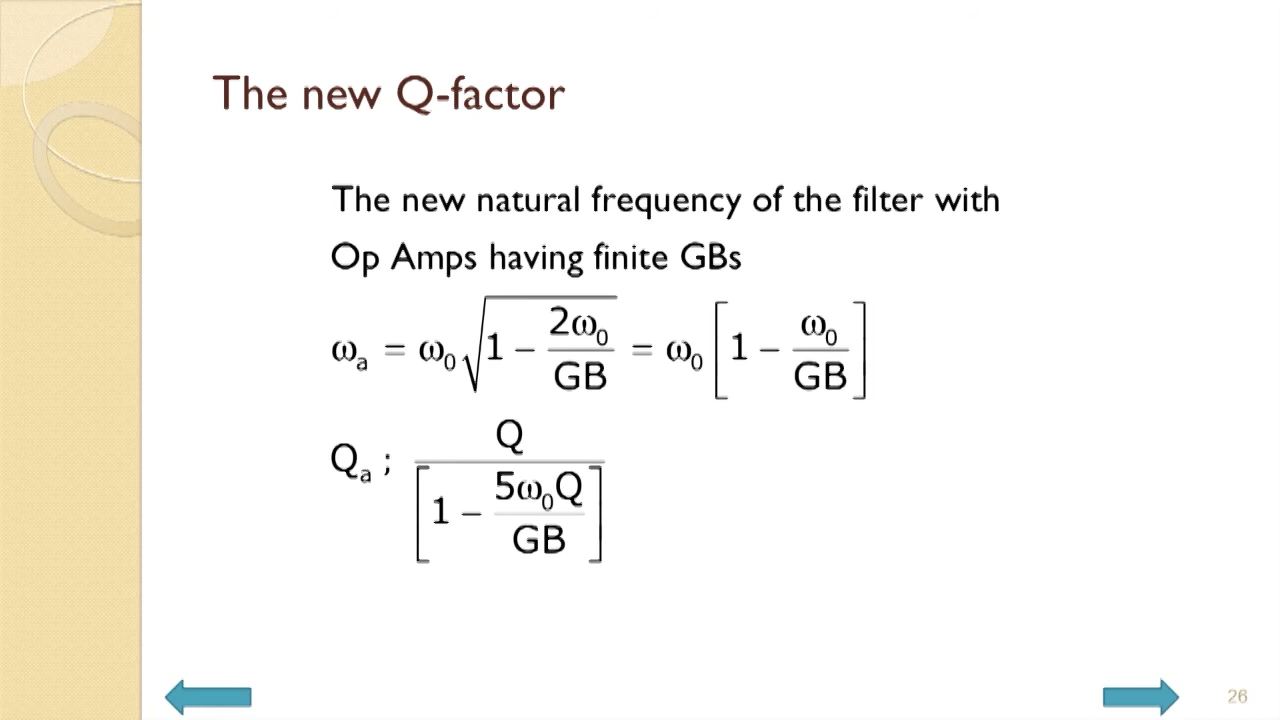 The new Q-factor
The new natural frequency of the filter with
Op Amps having finite GBs
ωₐ = ω₀ √(1 − 2ω₀/GB) = ω₀ [1 − ω₀/GB]
Qₐ ; Q/[1 − 5ω₀Q/GB]
26